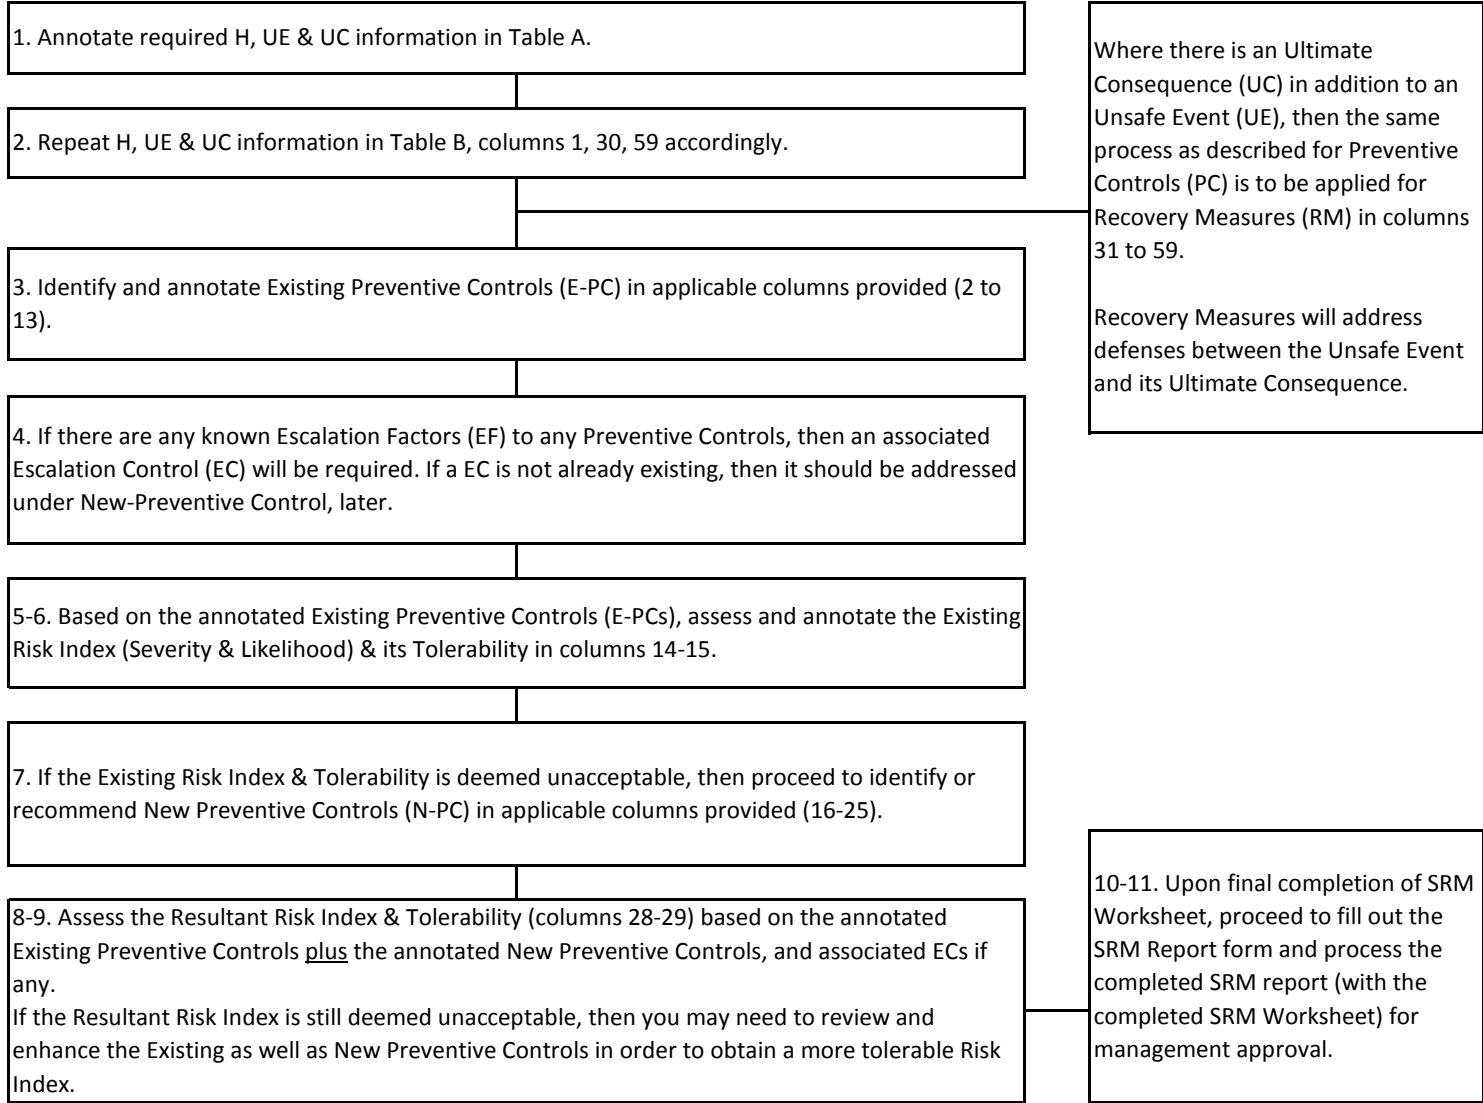 1. Annotate required H, UE & UC information in Table A.
2. Repeat H, UE & UC information in Table B, columns 1, 30, 59 accordingly.
Where there is an Ultimate
Consequence (UC) in addition to an
Unsafe Event (UE), then the same
process as described for Preventive
Controls (PC) is to be applied for
Recovery Measures (RM) in columns
31 to 59.
Recovery Measures will address
defenses between the Unsafe Event
and its Ultimate Consequence.
3. Identify and annotate Existing Preventive Controls (E-PC) in applicable columns provided (2 to
13).
4. If there are any known Escalation Factors (EF) to any Preventive Controls, then an associated
Escalation Control (EC) will be required. If a EC is not already existing, then it should be addressed
under New-Preventive Control, later.
5-6. Based on the annotated Existing Preventive Controls (E-PCs), assess and annotate the Existing
Risk Index (Severity & Likelihood) & its Tolerability in columns 14-15.
7. If the Existing Risk Index & Tolerability is deemed unacceptable, then proceed to identify or
recommend New Preventive Controls (N-PC) in applicable columns provided (16-25).
8-9. Assess the Resultant Risk Index & Tolerability (columns 28-29) based on the annotated
Existing Preventive Controls plus the annotated New Preventive Controls, and associated ECs if
any.
If the Resultant Risk Index is still deemed unacceptable, then you may need to review and
enhance the Existing as well as New Preventive Controls in order to obtain a more tolerable Risk
Index.
10-11. Upon final completion of SRM
Worksheet, proceed to fill out the
SRM Report form and process the
completed SRM report (with the
completed SRM Worksheet) for
management approval.